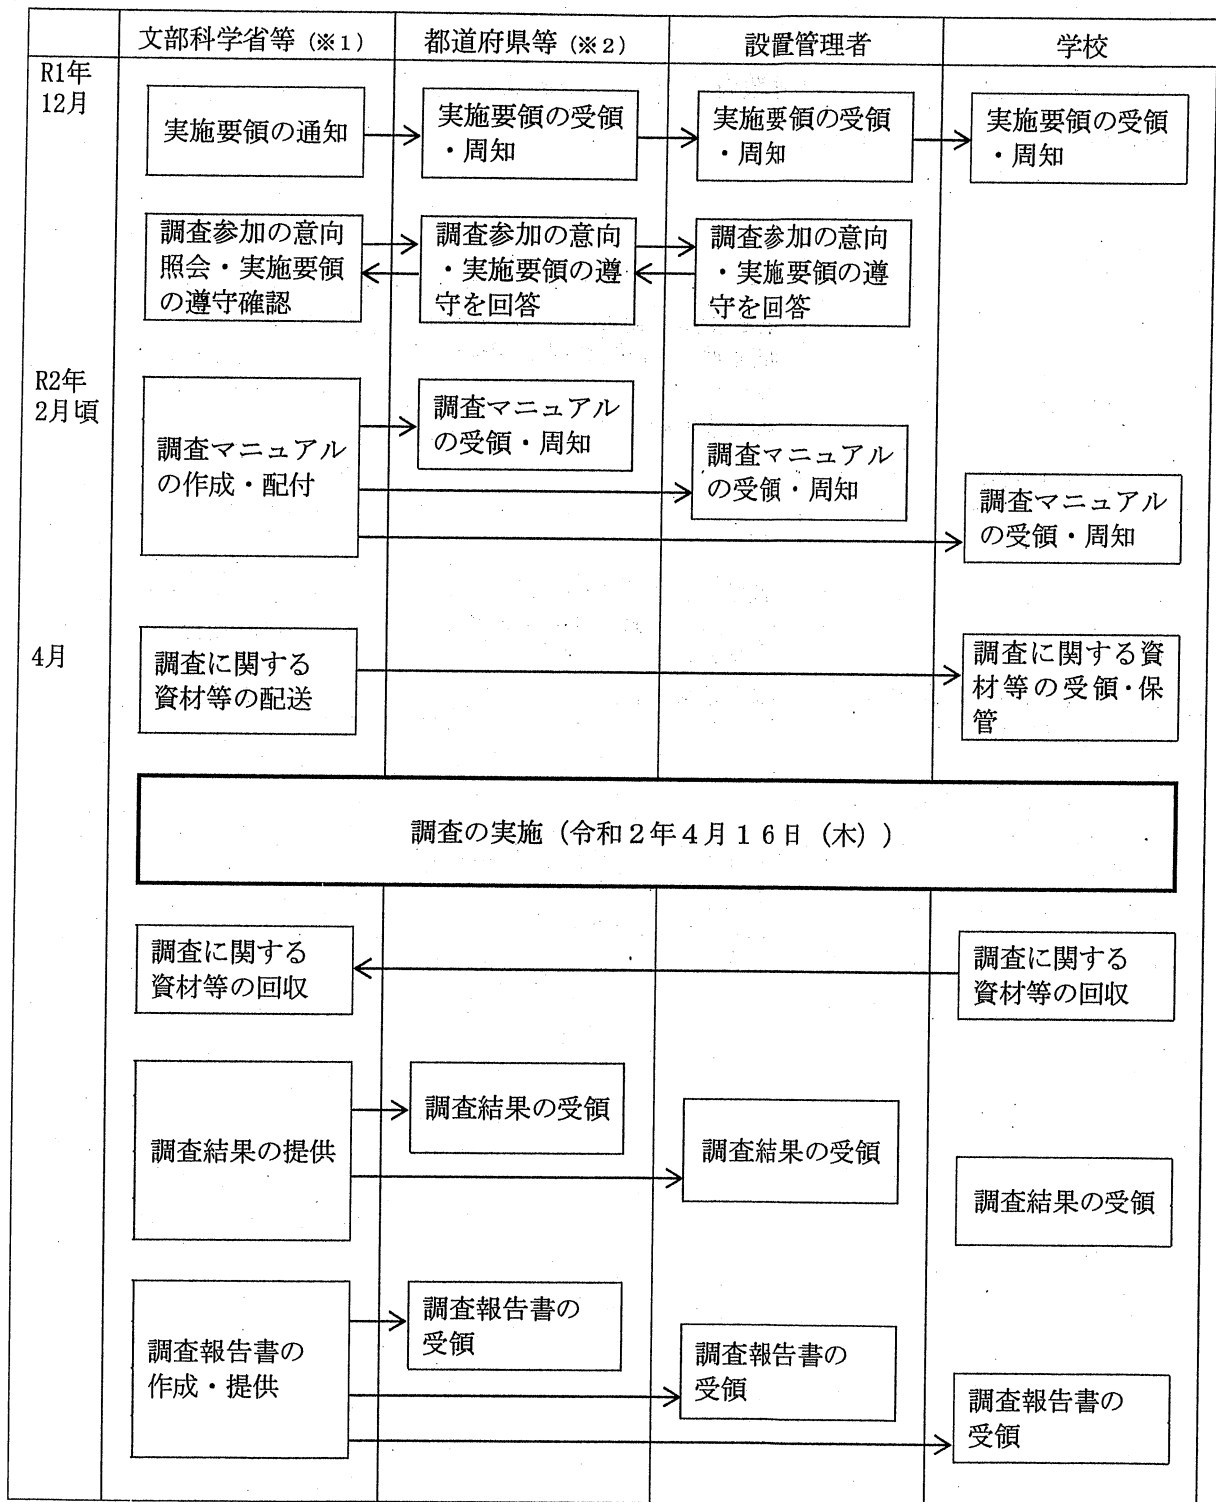 文部科学省等（※１）
都道府県等（※２）
設置管理者
学校
R1年
12月
実施要領の通知
実施要領の受領
・周知
実施要領の受領
・周知
実施要領の受領
・周知
調査参加の意向
照会・実施要領
の遵守確認
調査参加の意向
・実施要領の遵
守を回答
調査参加の意向
・実施要領の遵
守を回答
R2年
2月頃
調査マニュアル
の作成・配付
調査マニュアル
の受領・周知
調査マニュアル
の受領・周知
調査マニュアル
の受領・周知
4月
調査に関する
資材等の配送
調査に関する資
材等の受領・保
管
調査の実施（令和２年４月１６日（木））
調査に関する
資材等の回収
調査に関する
資材等の回収
調査結果の提供
調査結果の受領
調査結果の受領
調査結果の受領
調査報告書の
作成・提供
調査報告書の
受領
調査報告書の
受領
調査報告書の
受領